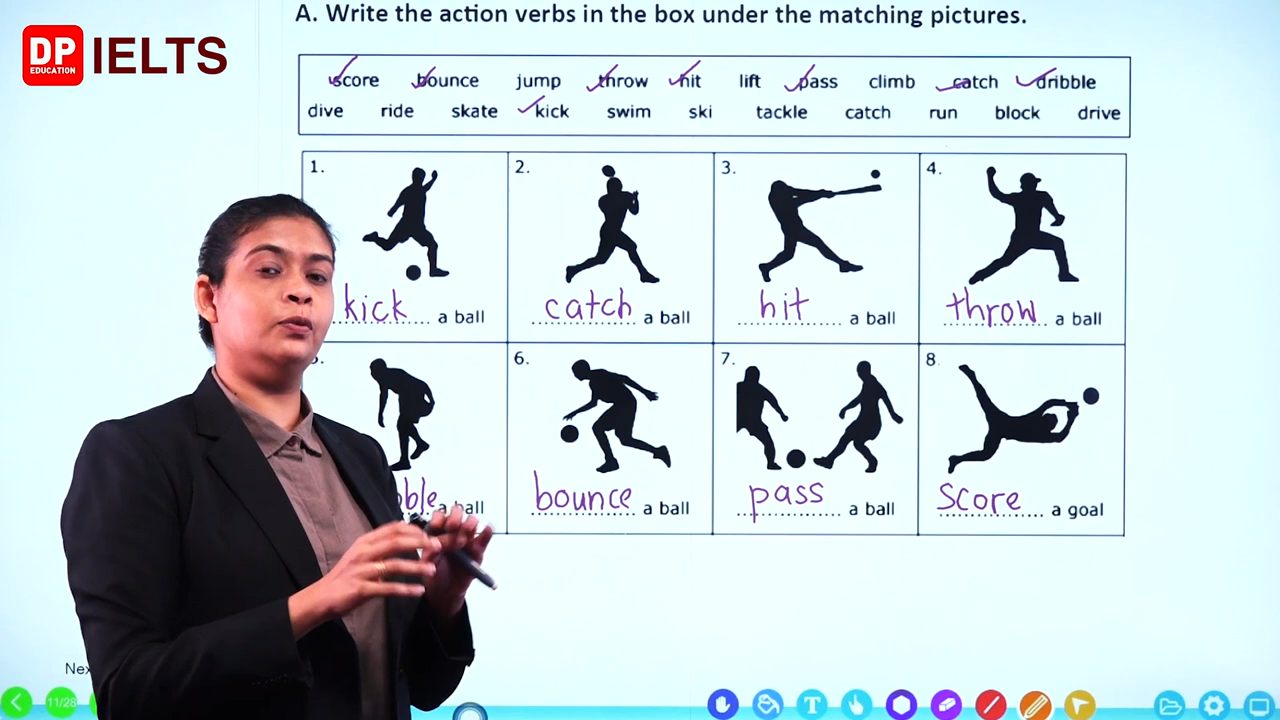 DP
EDUCATION
IELTS
A. Write the action verbs in the box under the matching pictures.
score bounce jump throw hit lift pass climb catch dribble
dive ride skate kick swim ski tackle catch run block drive
1. 2. 3. 4.
kick a ball catch a ball hit a ball throw a ball
6. 7. 8.
ble a ball bounce a ball pass a ball score a goal
Nex
11/28
T